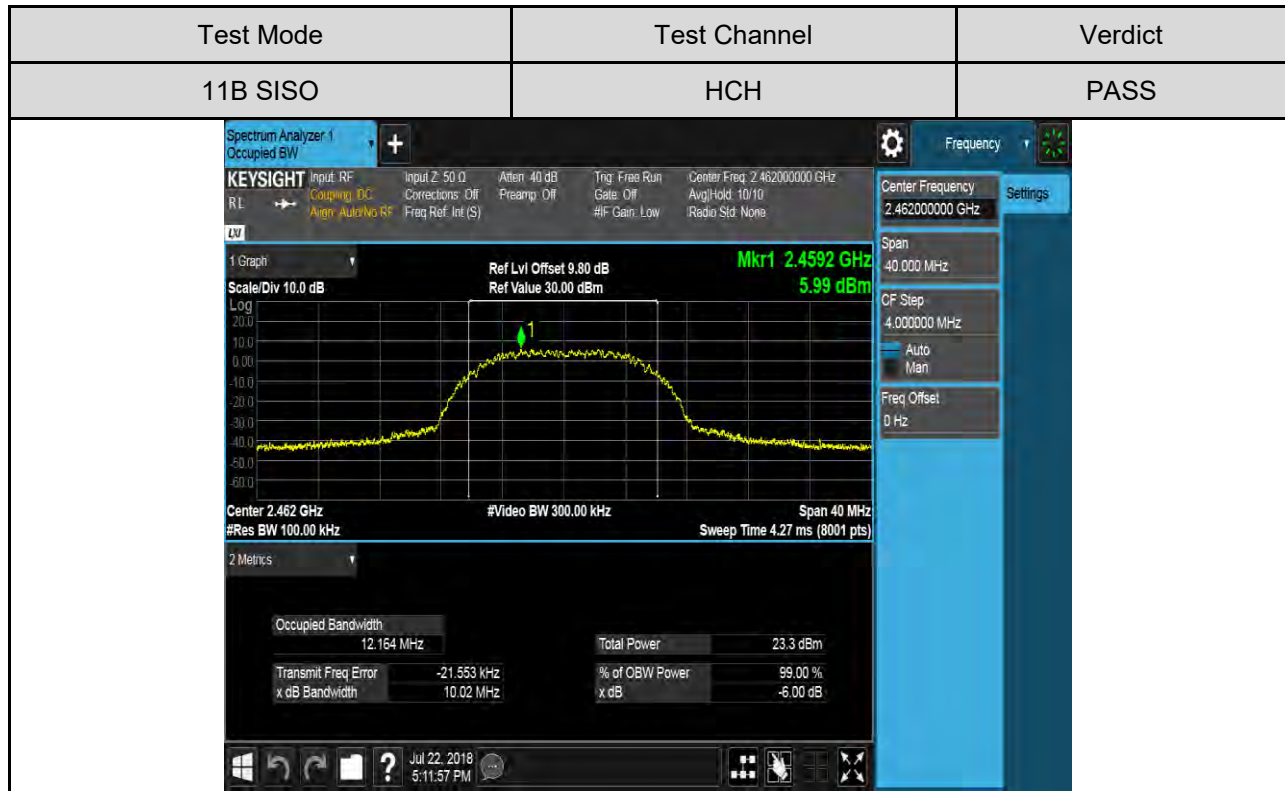 Test Mode Test Channel Verdict
11B SISO HCH PASS
Spectrum Analyzer 1
Occupied BW
+
Frequency
KEYSIGHT Input: RF Input Z: 50 Ω Atten: 40 dB Trig: Free Run Center Freq: 2.462000000 GHz
RL Coupling: DC Corrections: Off Preamp: Off Gate: Off Avg|Hold: 10/10
Align: Auto/No RF Freq Ref: Int (S) #IF Gain: Low Radio Std: None
LXI
Center Frequency
2.462000000 GHz
Settings
Span
40.000 MHz
CF Step
4.000000 MHz
Auto
Man
Freq Offset
0 Hz
1 Graph
Ref Lvl Offset 9.80 dB
Mkr1 2.4592 GHz
Scale/Div 10.0 dB
Ref Value 30.00 dBm
5.99 dBm
Log
20.0
10.0
0.00
-10.0
-20.0
-30.0
-40.0
-50.0
-60.0
1
Center 2.462 GHz #Video BW 300.00 kHz Span 40 MHz
#Res BW 100.00 kHz Sweep Time 4.27 ms (8001 pts)
2 Metrics
Occupied Bandwidth
12.164 MHz
Total Power 23.3 dBm
Transmit Freq Error -21.553 kHz % of OBW Power 99.00 %
x dB Bandwidth 10.02 MHz x dB -6.00 dB
?
Jul 22, 2018
5:11:57 PM